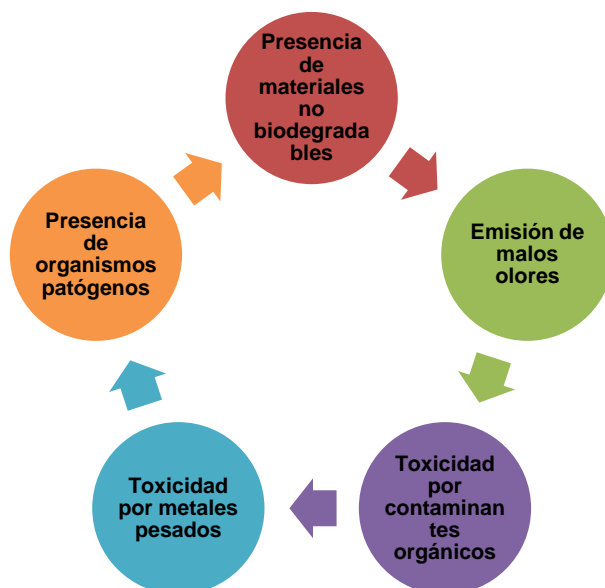 Presencia
de
materiales
no
biodegrada
bles
Emisión de
malos
olores
Toxicidad
por
contaminan
tes
orgánicos
Toxicidad
por metales
pesados
Presencia
de
organismos
patógenos